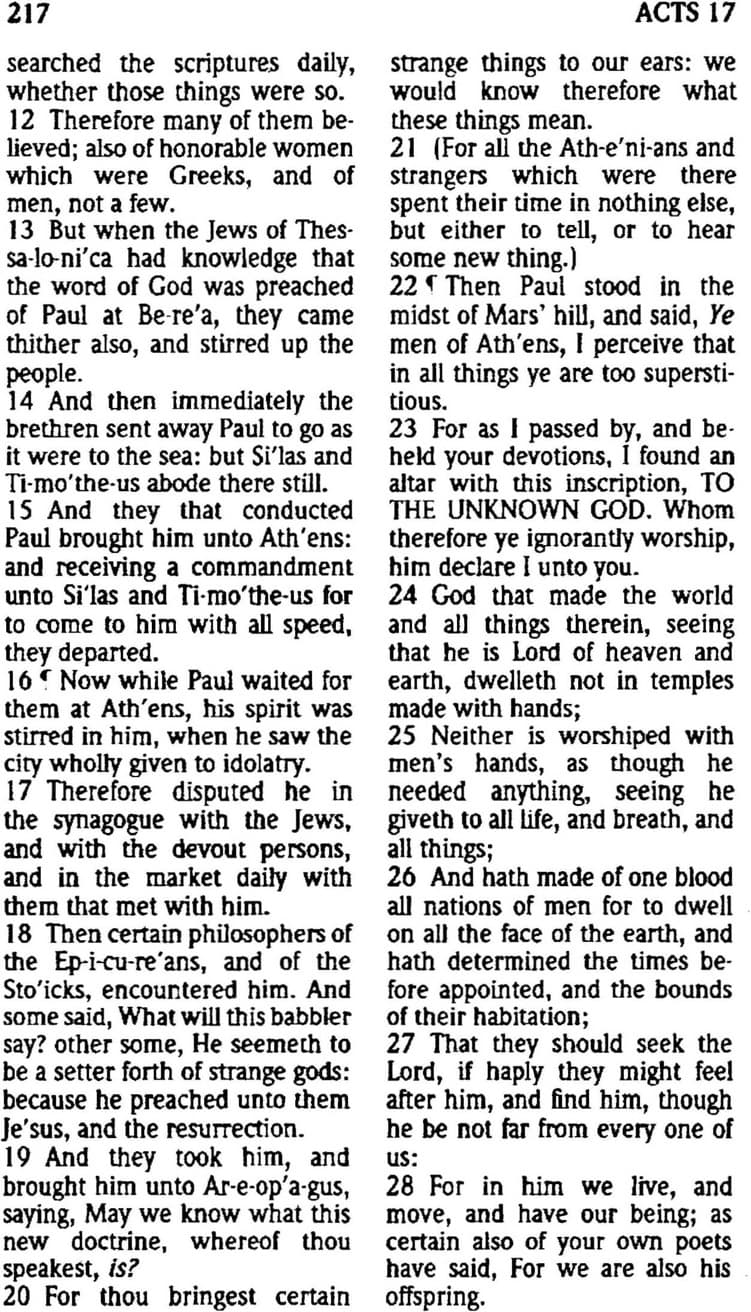 217
ACTS 17
searched the scriptures daily,
whether those things were so.
12 Therefore many of them be-
lieved; also of honorable women
which were Greeks, and of
men, not a few.
13 But when the Jews of Thes-
sa-lo-ni'ca had knowledge that
the word of God was preached
of Paul at Be-re'a, they came
thither also, and stirred up the
people.
14 And then immediately the
brethren sent away Paul to go as
it were to the sea: but Si'las and
Ti-mo'the-us abode there still.
15 And they that conducted
Paul brought him unto Ath'ens:
and receiving a commandment
unto Si'las and Ti-mo'the-us for
to come to him with all speed,
they departed.
16 ¶ Now while Paul waited for
them at Ath'ens, his spirit was
stirred in him, when he saw the
city wholly given to idolatry.
17 Therefore disputed he in
the synagogue with the Jews,
and with the devout persons,
and in the market daily with
them that met with him.
18 Then certain philosophers of
the Ep-i-cu-re'ans, and of the
Sto'icks, encountered him. And
some said, What will this babbler
say? other some, He seemeth to
be a setter forth of strange gods:
because he preached unto them
Je'sus, and the resurrection.
19 And they took him, and
brought him unto Ar-e-op'a-gus,
saying, May we know what this
new doctrine, whereof thou
speakest, is?
20 For thou bringest certain
strange things to our ears: we
would know therefore what
these things mean.
21 (For all the Ath-e'ni-ans and
strangers which were there
spent their time in nothing else,
but either to tell, or to hear
some new thing.)
22 ¶ Then Paul stood in the
midst of Mars' hill, and said, Ye
men of Ath'ens, I perceive that
in all things ye are too supersti-
tious.
23 For as I passed by, and be-
held your devotions, I found an
altar with this inscription, TO
THE UNKNOWN GOD. Whom
therefore ye ignorantly worship,
him declare I unto you.
24 God that made the world
and all things therein, seeing
that he is Lord of heaven and
earth, dwelleth not in temples
made with hands;
25 Neither is worshiped with
men's hands, as though he
needed anything, seeing he
giveth to all life, and breath, and
all things;
26 And hath made of one blood
all nations of men for to dwell
on all the face of the earth, and
hath determined the times be-
fore appointed, and the bounds
of their habitation;
27 That they should seek the
Lord, if haply they might feel
after him, and find him, though
he be not far from every one of
us:
28 For in him we live, and
move, and have our being; as
certain also of your own poets
have said, For we are also his
offspring.